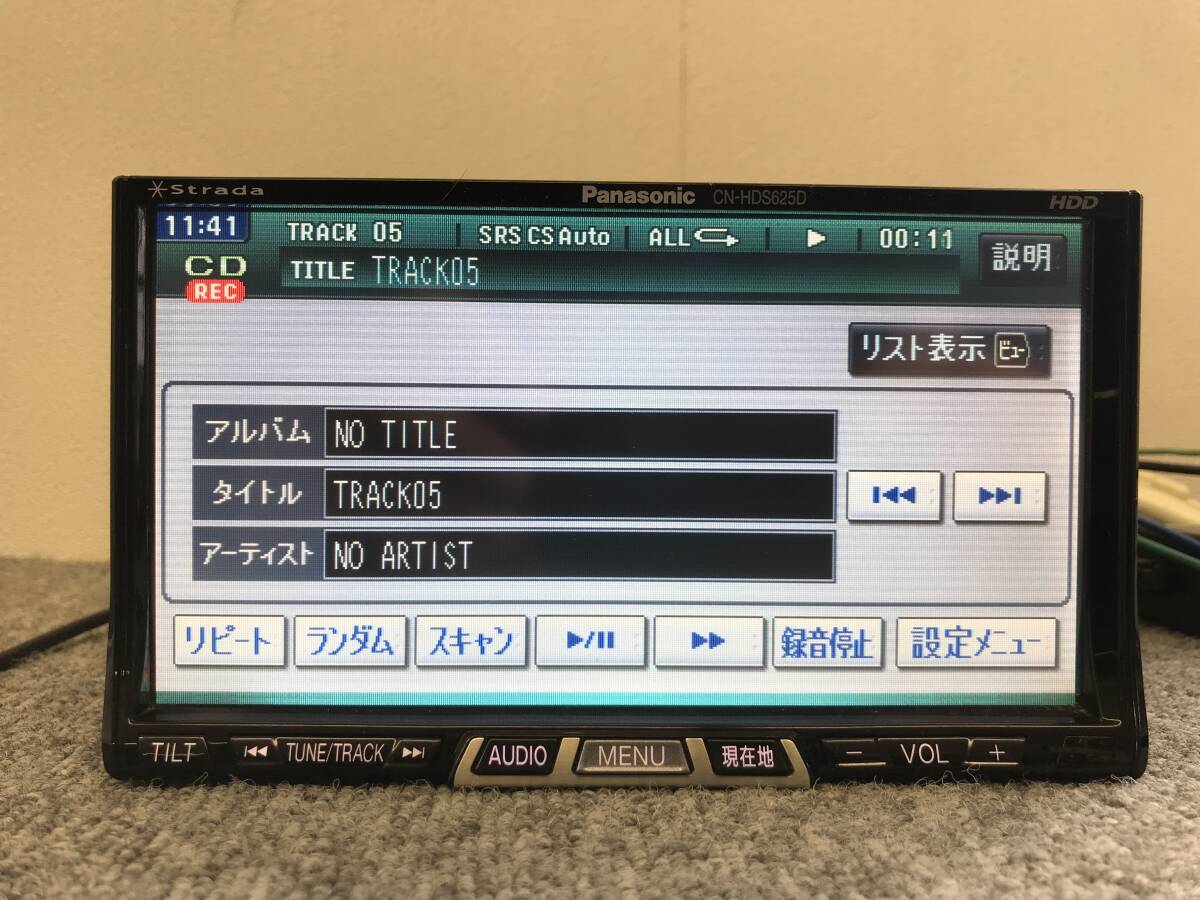 Strada Panasonic CN-HDS625D HDD
11:41 TRACK 05 SRS CS Auto ALL 00:11 説明
CD TITLE TRACK05
REC
リスト表示 ビュー
アルバム NO TITLE
タイトル TRACK05
アーティスト NO ARTIST
リピート ランダム スキャン ▶/II ▶▶ 録音停止 設定メニュー
TILT TUNE/TRACK AUDIO MENU 現在地 − VOL +